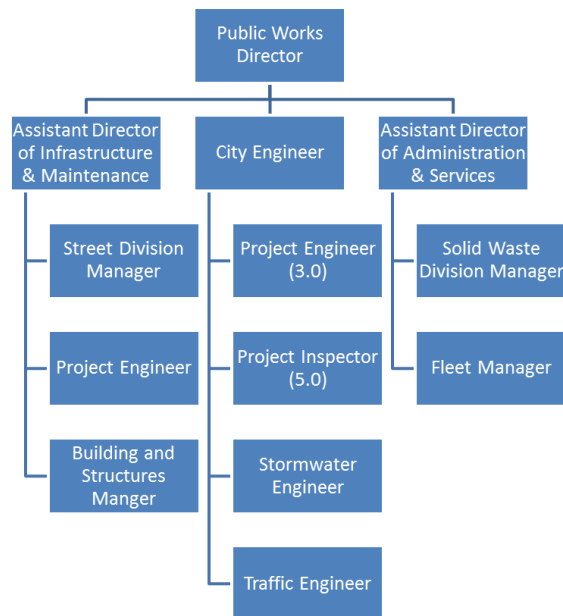 Public Works
Director
Assistant Director
of Infrastructure
& Maintenance
City Engineer
Assistant Director
of Administration
& Services
Street Division
Manager
Project Engineer
(3.0)
Solid Waste
Division Manager
Project Engineer
Project Inspector
(5.0)
Fleet Manager
Building and
Structures
Manger
Stormwater
Engineer
Traffic Engineer